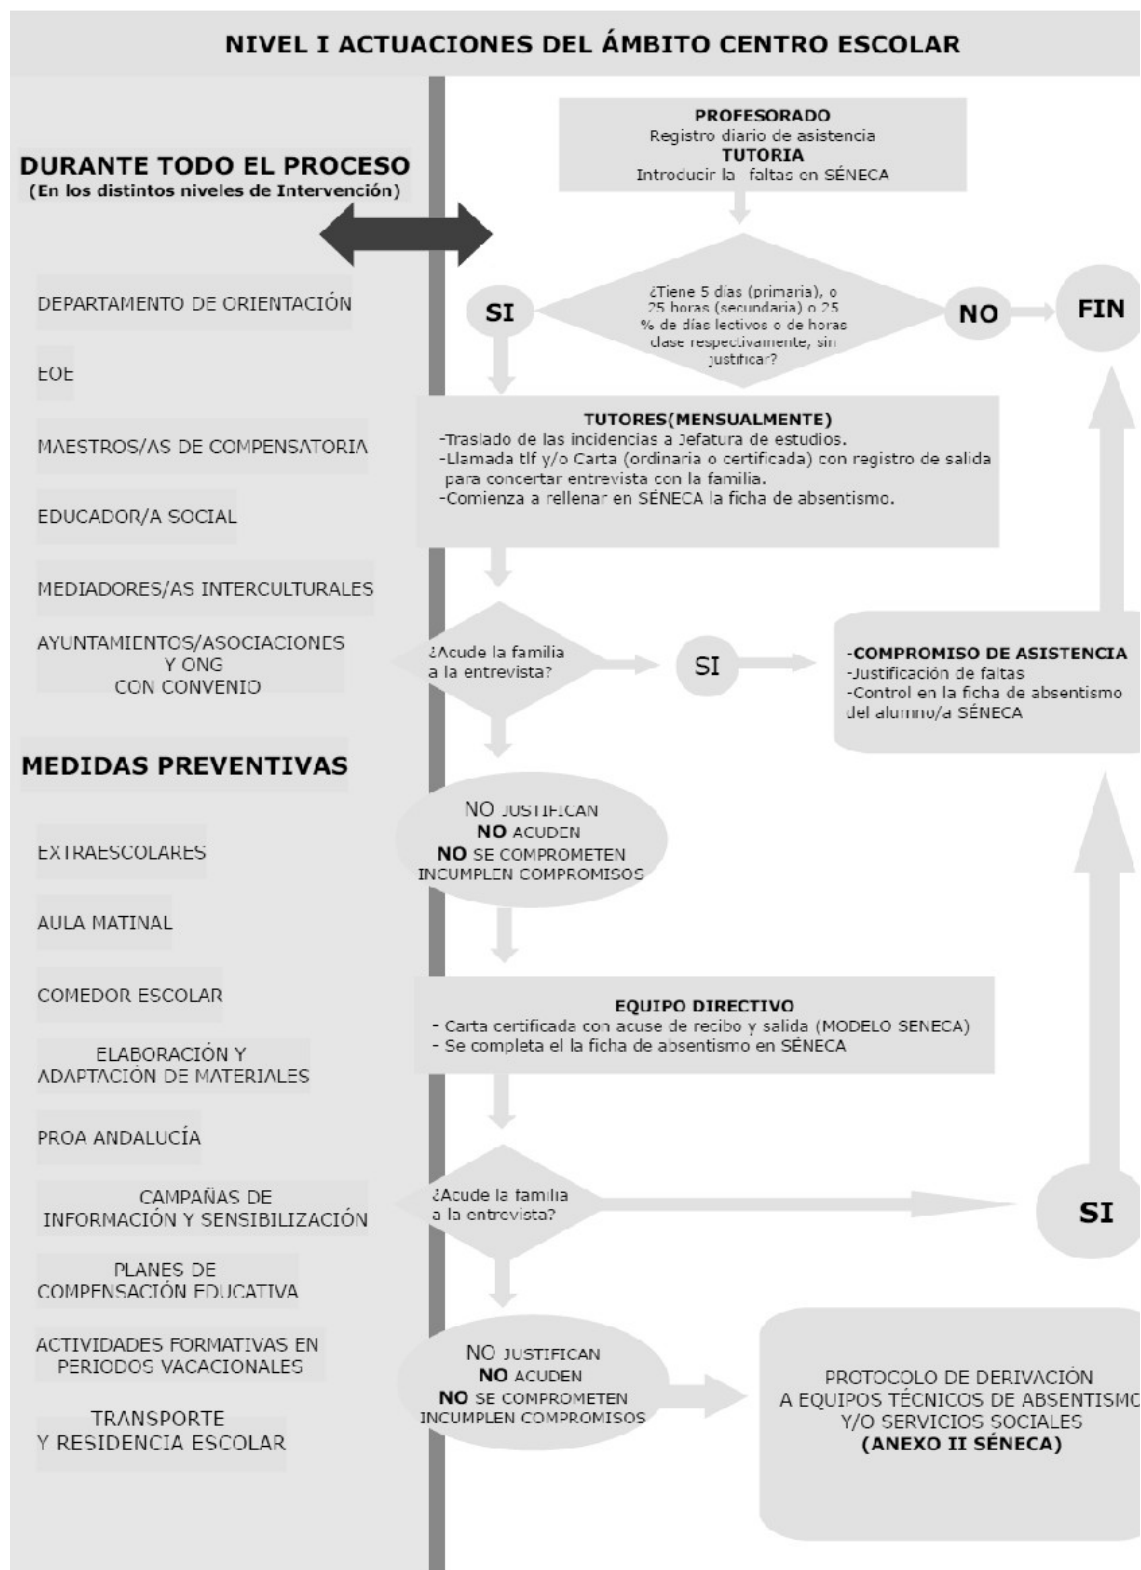 NIVEL I ACTUACIONES DEL ÁMBITO CENTRO ESCOLAR
DURANTE TODO EL PROCESO
(En los distintos niveles de Intervención)
DEPARTAMENTO DE ORIENTACIÓN
EOE
MAESTROS/AS DE COMPENSATORIA
EDUCADOR/A SOCIAL
MEDIADORES/AS INTERCULTURALES
AYUNTAMIENTOS/ASOCIACIONES
Y ONG
CON CONVENIO
MEDIDAS PREVENTIVAS
EXTRAESCOLARES
AULA MATINAL
COMEDOR ESCOLAR
ELABORACIÓN Y
ADAPTACIÓN DE MATERIALES
PROA ANDALUCÍA
CAMPAÑAS DE
INFORMACIÓN Y SENSIBILIZACIÓN
PLANES DE
COMPENSACIÓN EDUCATIVA
ACTIVIDADES FORMATIVAS EN
PERIODOS VACACIONALES
TRANSPORTE
Y RESIDENCIA ESCOLAR
PROFESORADO
Registro diario de asistencia
TUTORIA
Introducir la faltas en SÉNECA
¿Tiene 5 días (primaria), o
25 horas (secundaria) o 25
% de días lectivos o de horas
clase respectivamente, sin
justificar?
SI
NO
FIN
TUTORES(MENSUALMENTE)
-Traslado de las incidencias a Jefatura de estudios.
-Llamada tlf y/o Carta (ordinaria o certificada) con registro de salida
para concertar entrevista con la familia.
-Comienza a rellenar en SÉNECA la ficha de absentismo.
¿Acude la familia
a la entrevista?
SI
-COMPROMISO DE ASISTENCIA
-Justificación de faltas
-Control en la ficha de absentismo
del alumno/a SÉNECA
NO JUSTIFICAN
NO ACUDEN
NO SE COMPROMETEN
INCUMPLEN COMPROMISOS
EQUIPO DIRECTIVO
- Carta certificada con acuse de recibo y salida (MODELO SENECA)
- Se completa el la ficha de absentismo en SÉNECA
¿Acude la familia
a la entrevista?
SI
NO JUSTIFICAN
NO ACUDEN
NO SE COMPROMETEN
INCUMPLEN COMPROMISOS
PROTOCOLO DE DERIVACIÓN
A EQUIPOS TÉCNICOS DE ABSENTISMO
Y/O SERVICIOS SOCIALES
(ANEXO II SÉNECA)